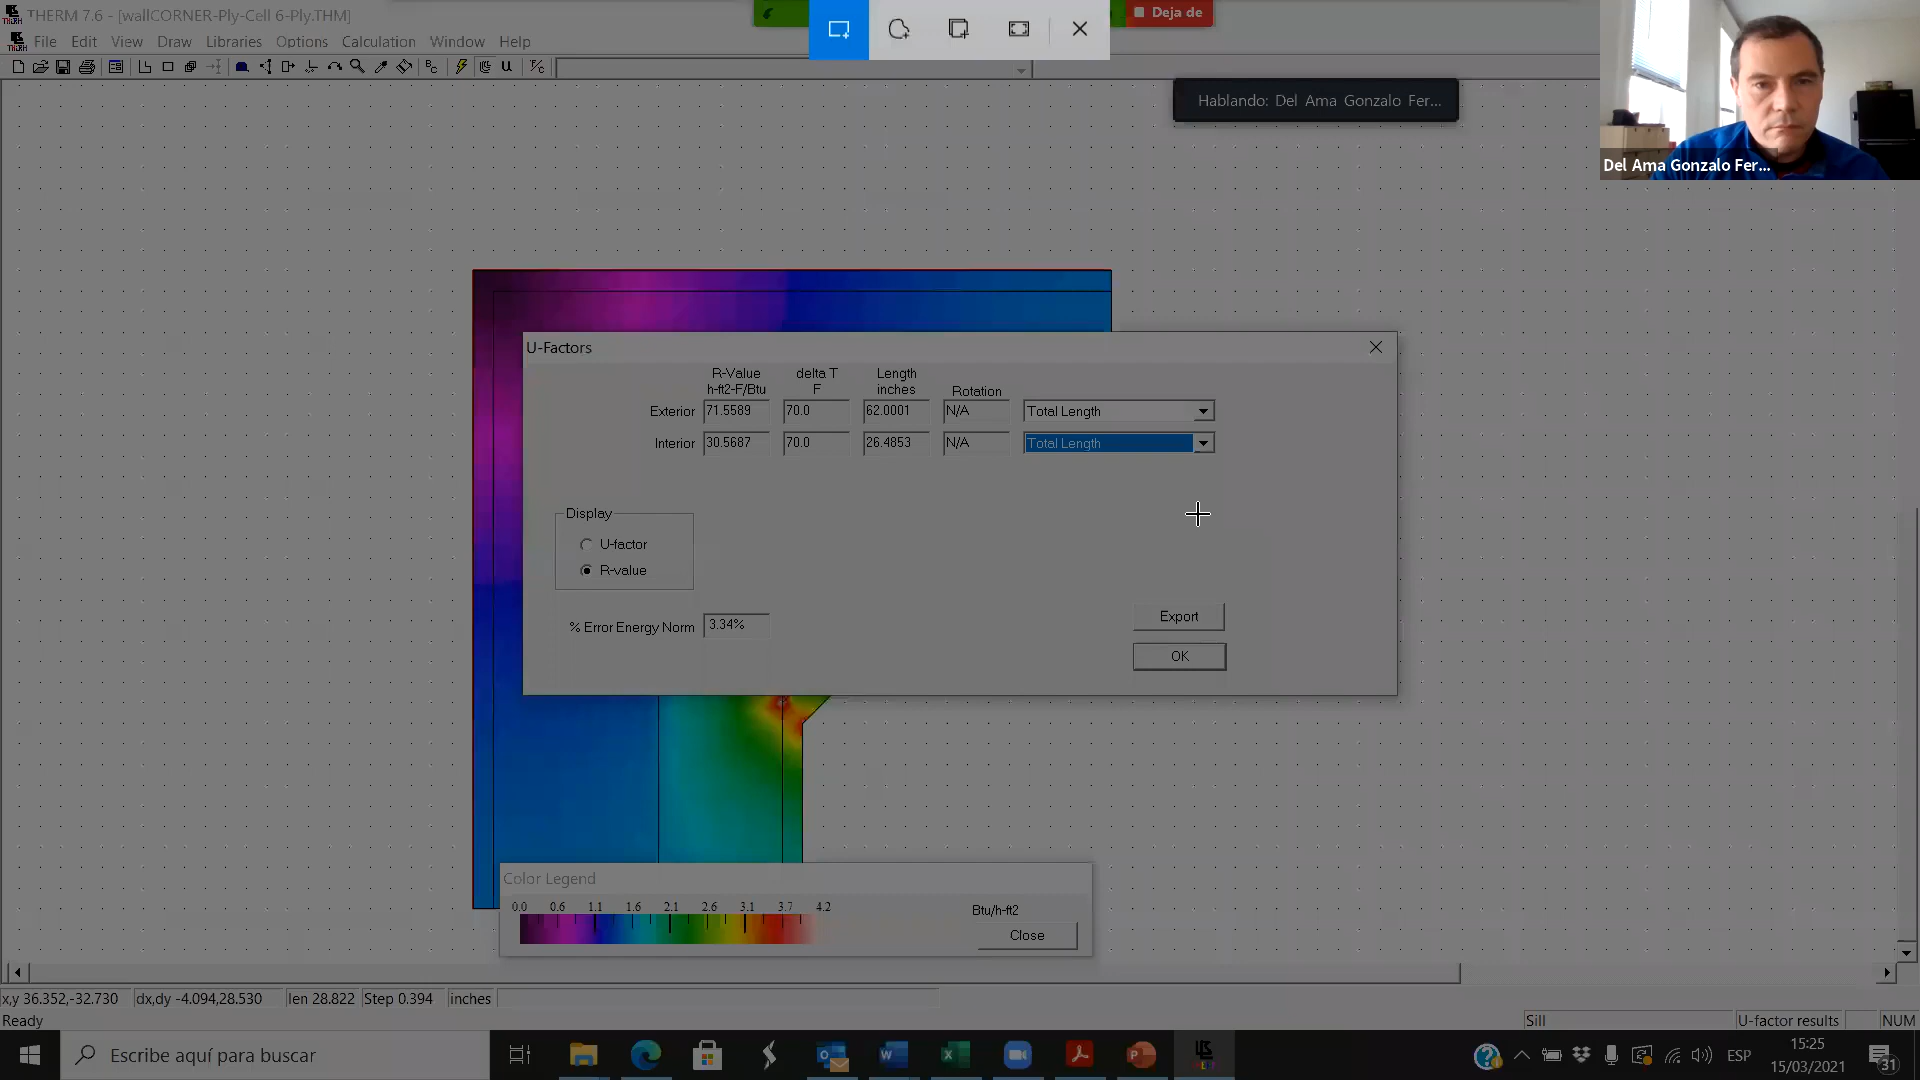 THERM 7.6 - [wallCORNER-Ply-Cell 6-Ply.THM]
Deja de
File Edit View Draw Libraries Options Calculation Window Help
Hablando: Del Ama Gonzalo Fer...
Del Ama Gonzalo Fer...
U-Factors
R-Value delta T Length
h-ft2-F/Btu F inches Rotation
Exterior 71.5589 70.0 62.0001 N/A Total Length
Interior 30.5687 70.0 26.4853 N/A Total Length
Display
U-factor
R-value
% Error Energy Norm 3.34%
Export
OK
Color Legend
0.0 0.6 1.1 1.6 2.1 2.6 3.1 3.7 4.2
Btu/h-ft2
Close
x,y 36.352,-32.730 dx,dy -4.094,28.530 len 28.822 Step 0.394 inches
Ready Sill U-factor results NUM
Escribe aquí para buscar
ESP
15:25
15/03/2021
31